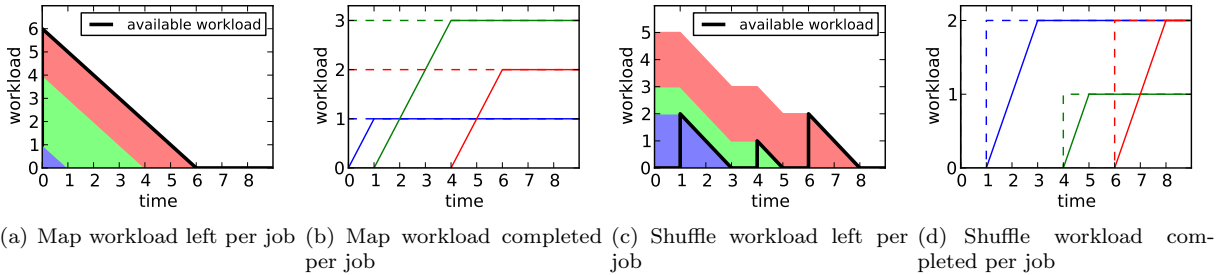 available workload
workload
6
5
4
3
2
1
0
0 1 2 3 4 5 6 7 8
time
workload
3
2
1
0
0 1 2 3 4 5 6 7 8
time
available workload
workload
5
4
3
2
1
0
0 1 2 3 4 5 6 7 8
time
workload
2
1
0
0 1 2 3 4 5 6 7 8
time
(a) Map workload left per job
(b) Map workload completed
per job
(c) Shuffle workload left per
job
(d) Shuffle workload com-
pleted per job